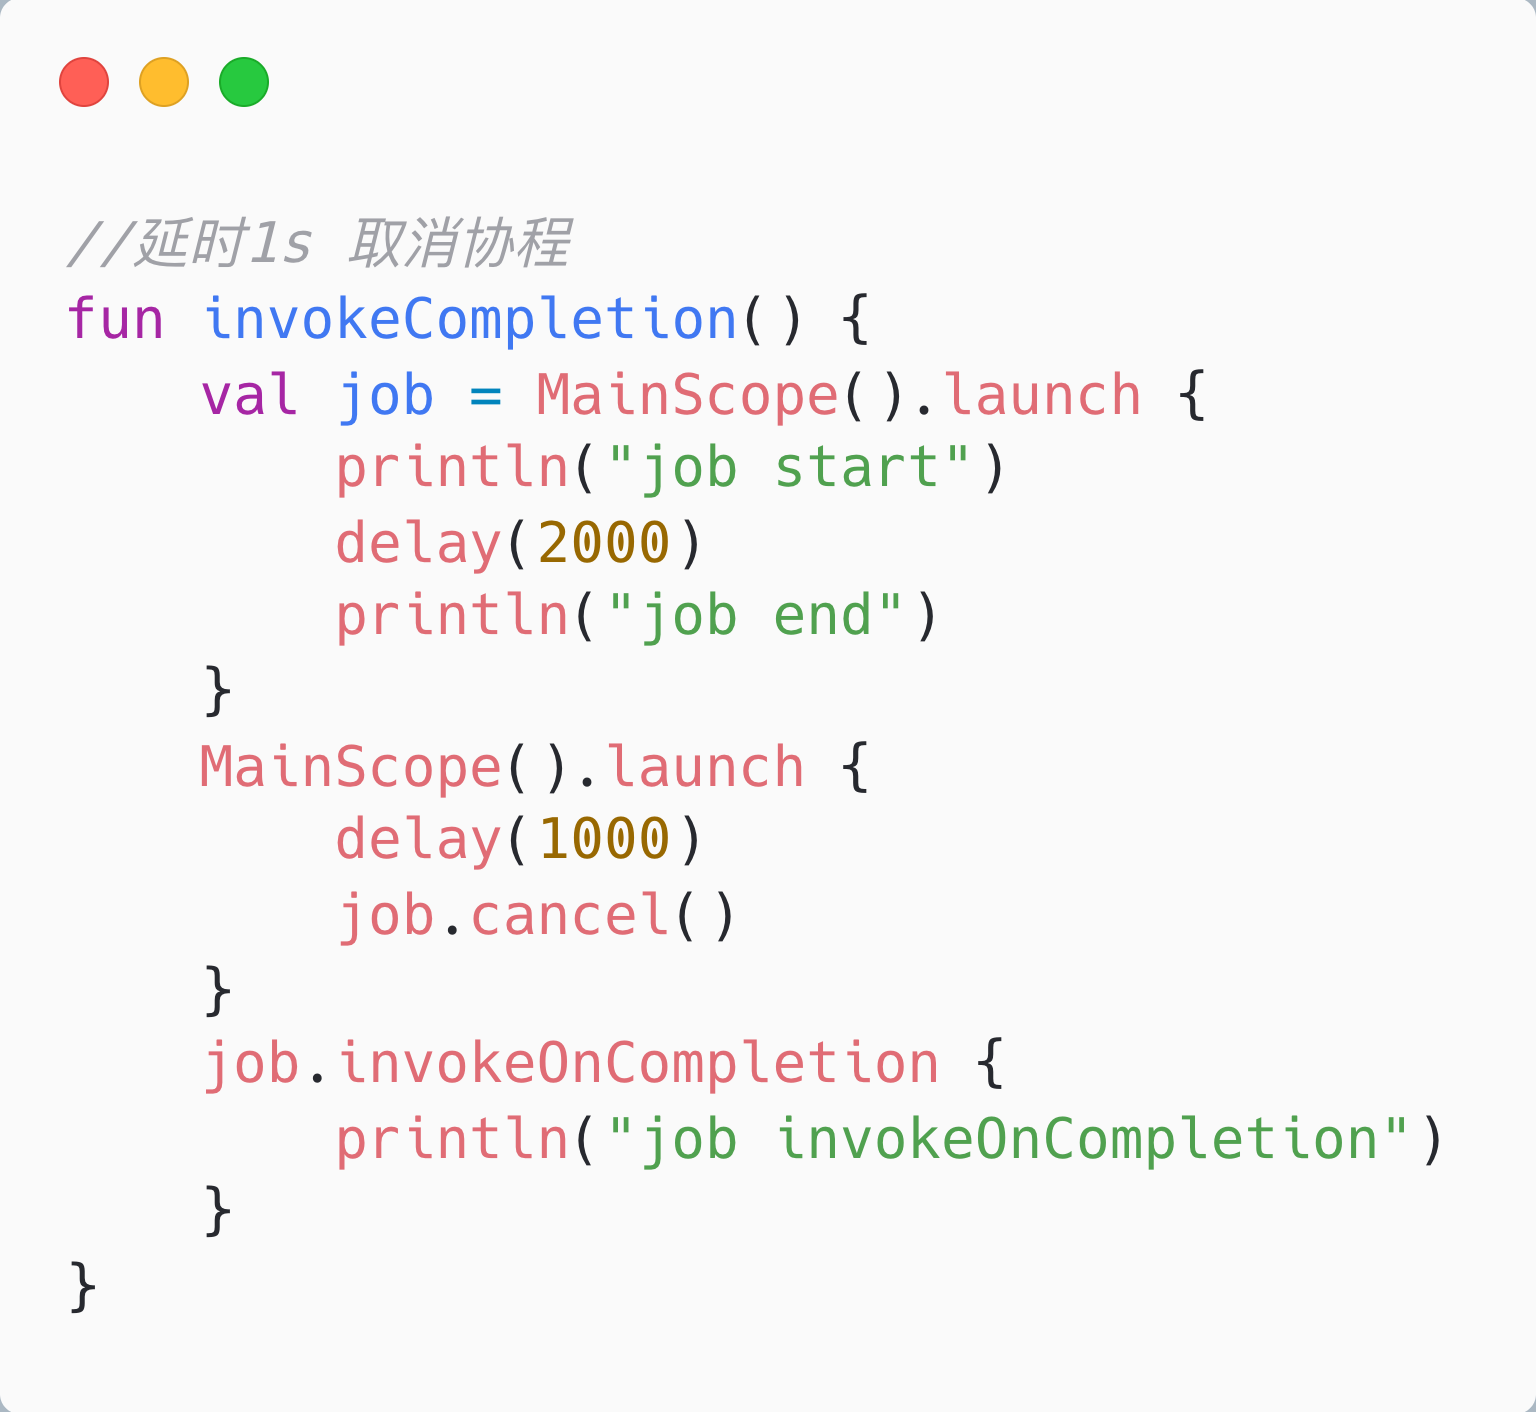 //延时1s 取消协程
fun invokeCompletion() {
    val job = MainScope().launch {
        println("job start")
        delay(2000)
        println("job end")
    }
    MainScope().launch {
        delay(1000)
        job.cancel()
    }
    job.invokeOnCompletion {
        println("job invokeOnCompletion")
    }
}